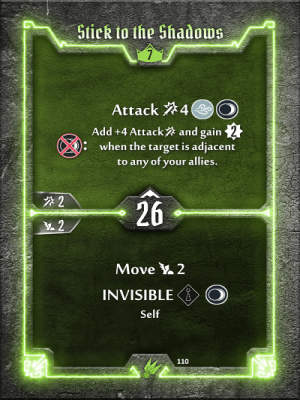 Stick to the Shadows
7
Attack 4
Add +4 Attack and gain 2
: when the target is adjacent
to any of your allies.
2
26
2
Move 2
INVISIBLE
Self
110